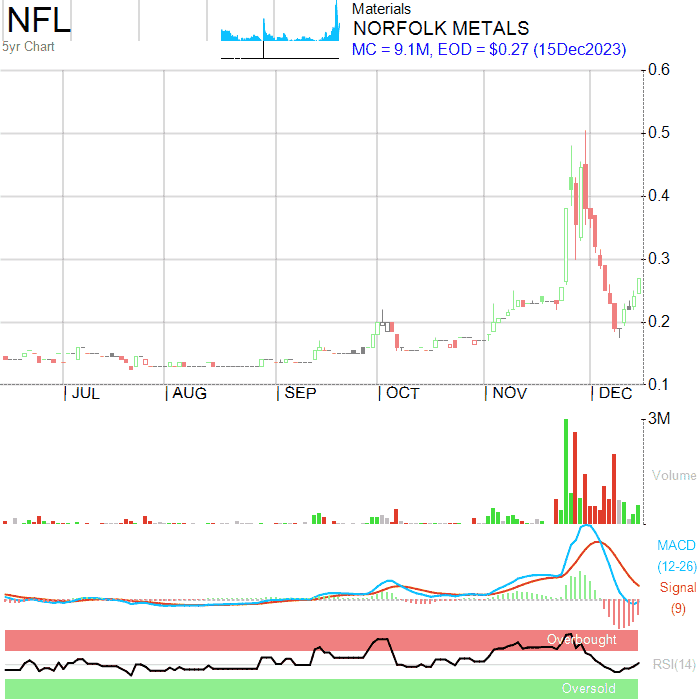 NFL
5yr Chart
Materials
NORFOLK METALS
MC = 9.1M, EOD = $0.27 (15Dec2023)
0.6
0.5
0.4
0.3
0.2
0.1
JUL AUG SEP OCT NOV DEC
3M
Volume
MACD
(12-26)
Signal
(9)
Overbought
RSI(14)
Oversold